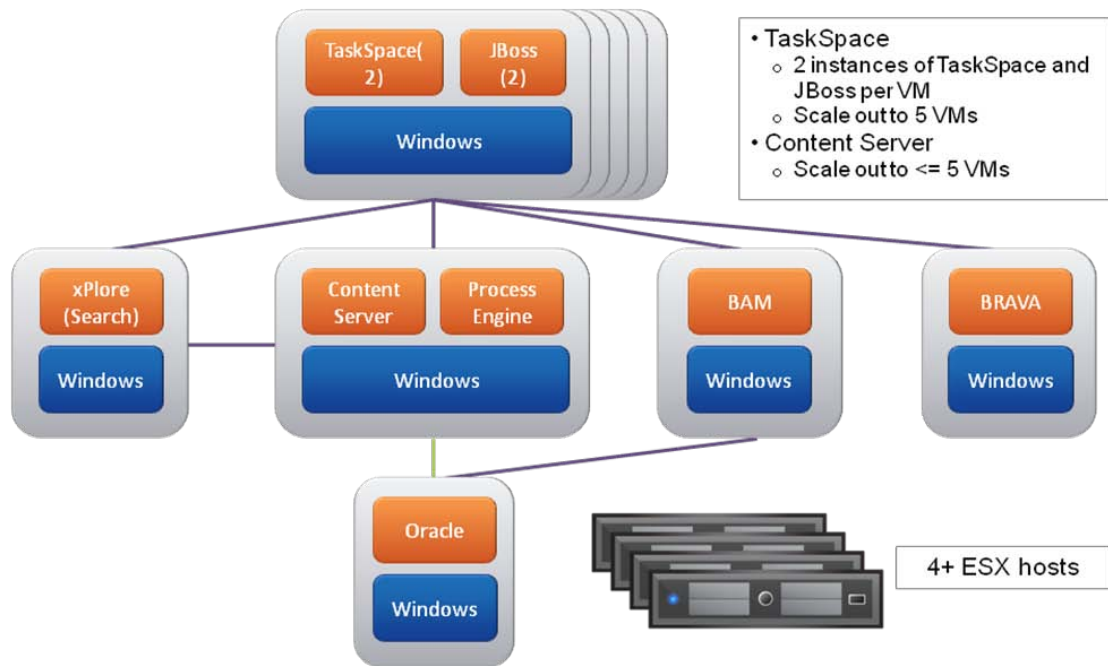 TaskSpace(
2)
JBoss
(2)
Windows
• TaskSpace
o 2 instances of TaskSpace and
JBoss per VM
o Scale out to 5 VMs
• Content Server
o Scale out to <= 5 VMs
xPlore
(Search)
Windows
Content
Server
Process
Engine
Windows
BAM
Windows
BRAVA
Windows
Oracle
Windows
4+ ESX hosts